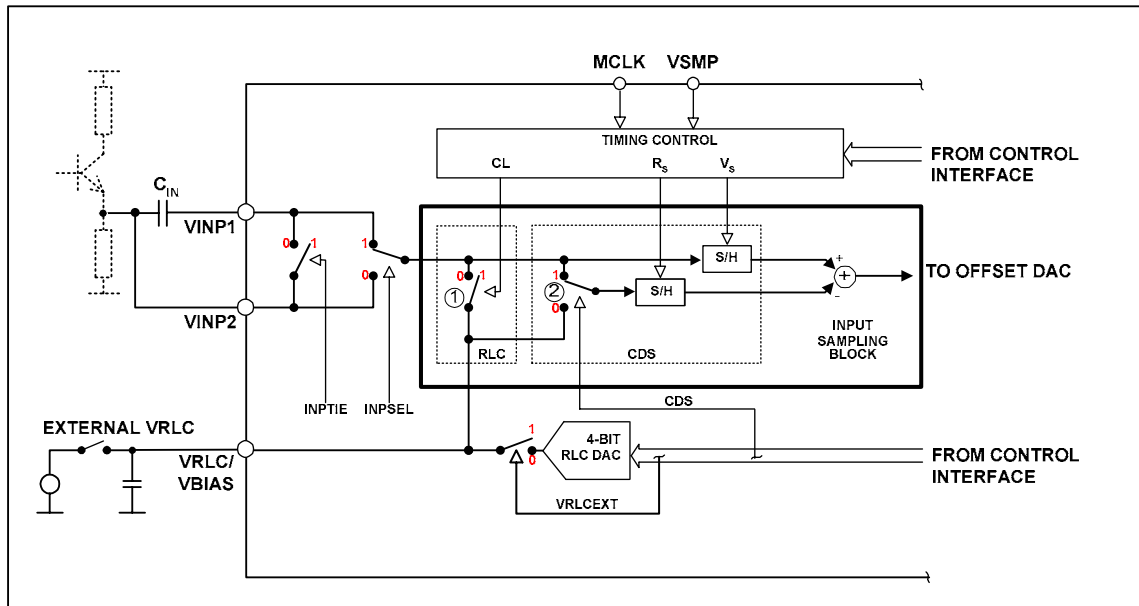 MCLK VSMP
TIMING CONTROL
CL RS VS
FROM CONTROL
INTERFACE
CIN
VINP1
0 1
1
0
VINP2
0 1
1
RLC
1
2
0
S/H
S/H
CDS
+
-
+
INPUT
SAMPLING
BLOCK
TO OFFSET DAC
INPTIE INPSEL
CDS
EXTERNAL VRLC
VRLC/
VBIAS
1
0
4-BIT
RLC DAC
VRLCEXT
FROM CONTROL
INTERFACE